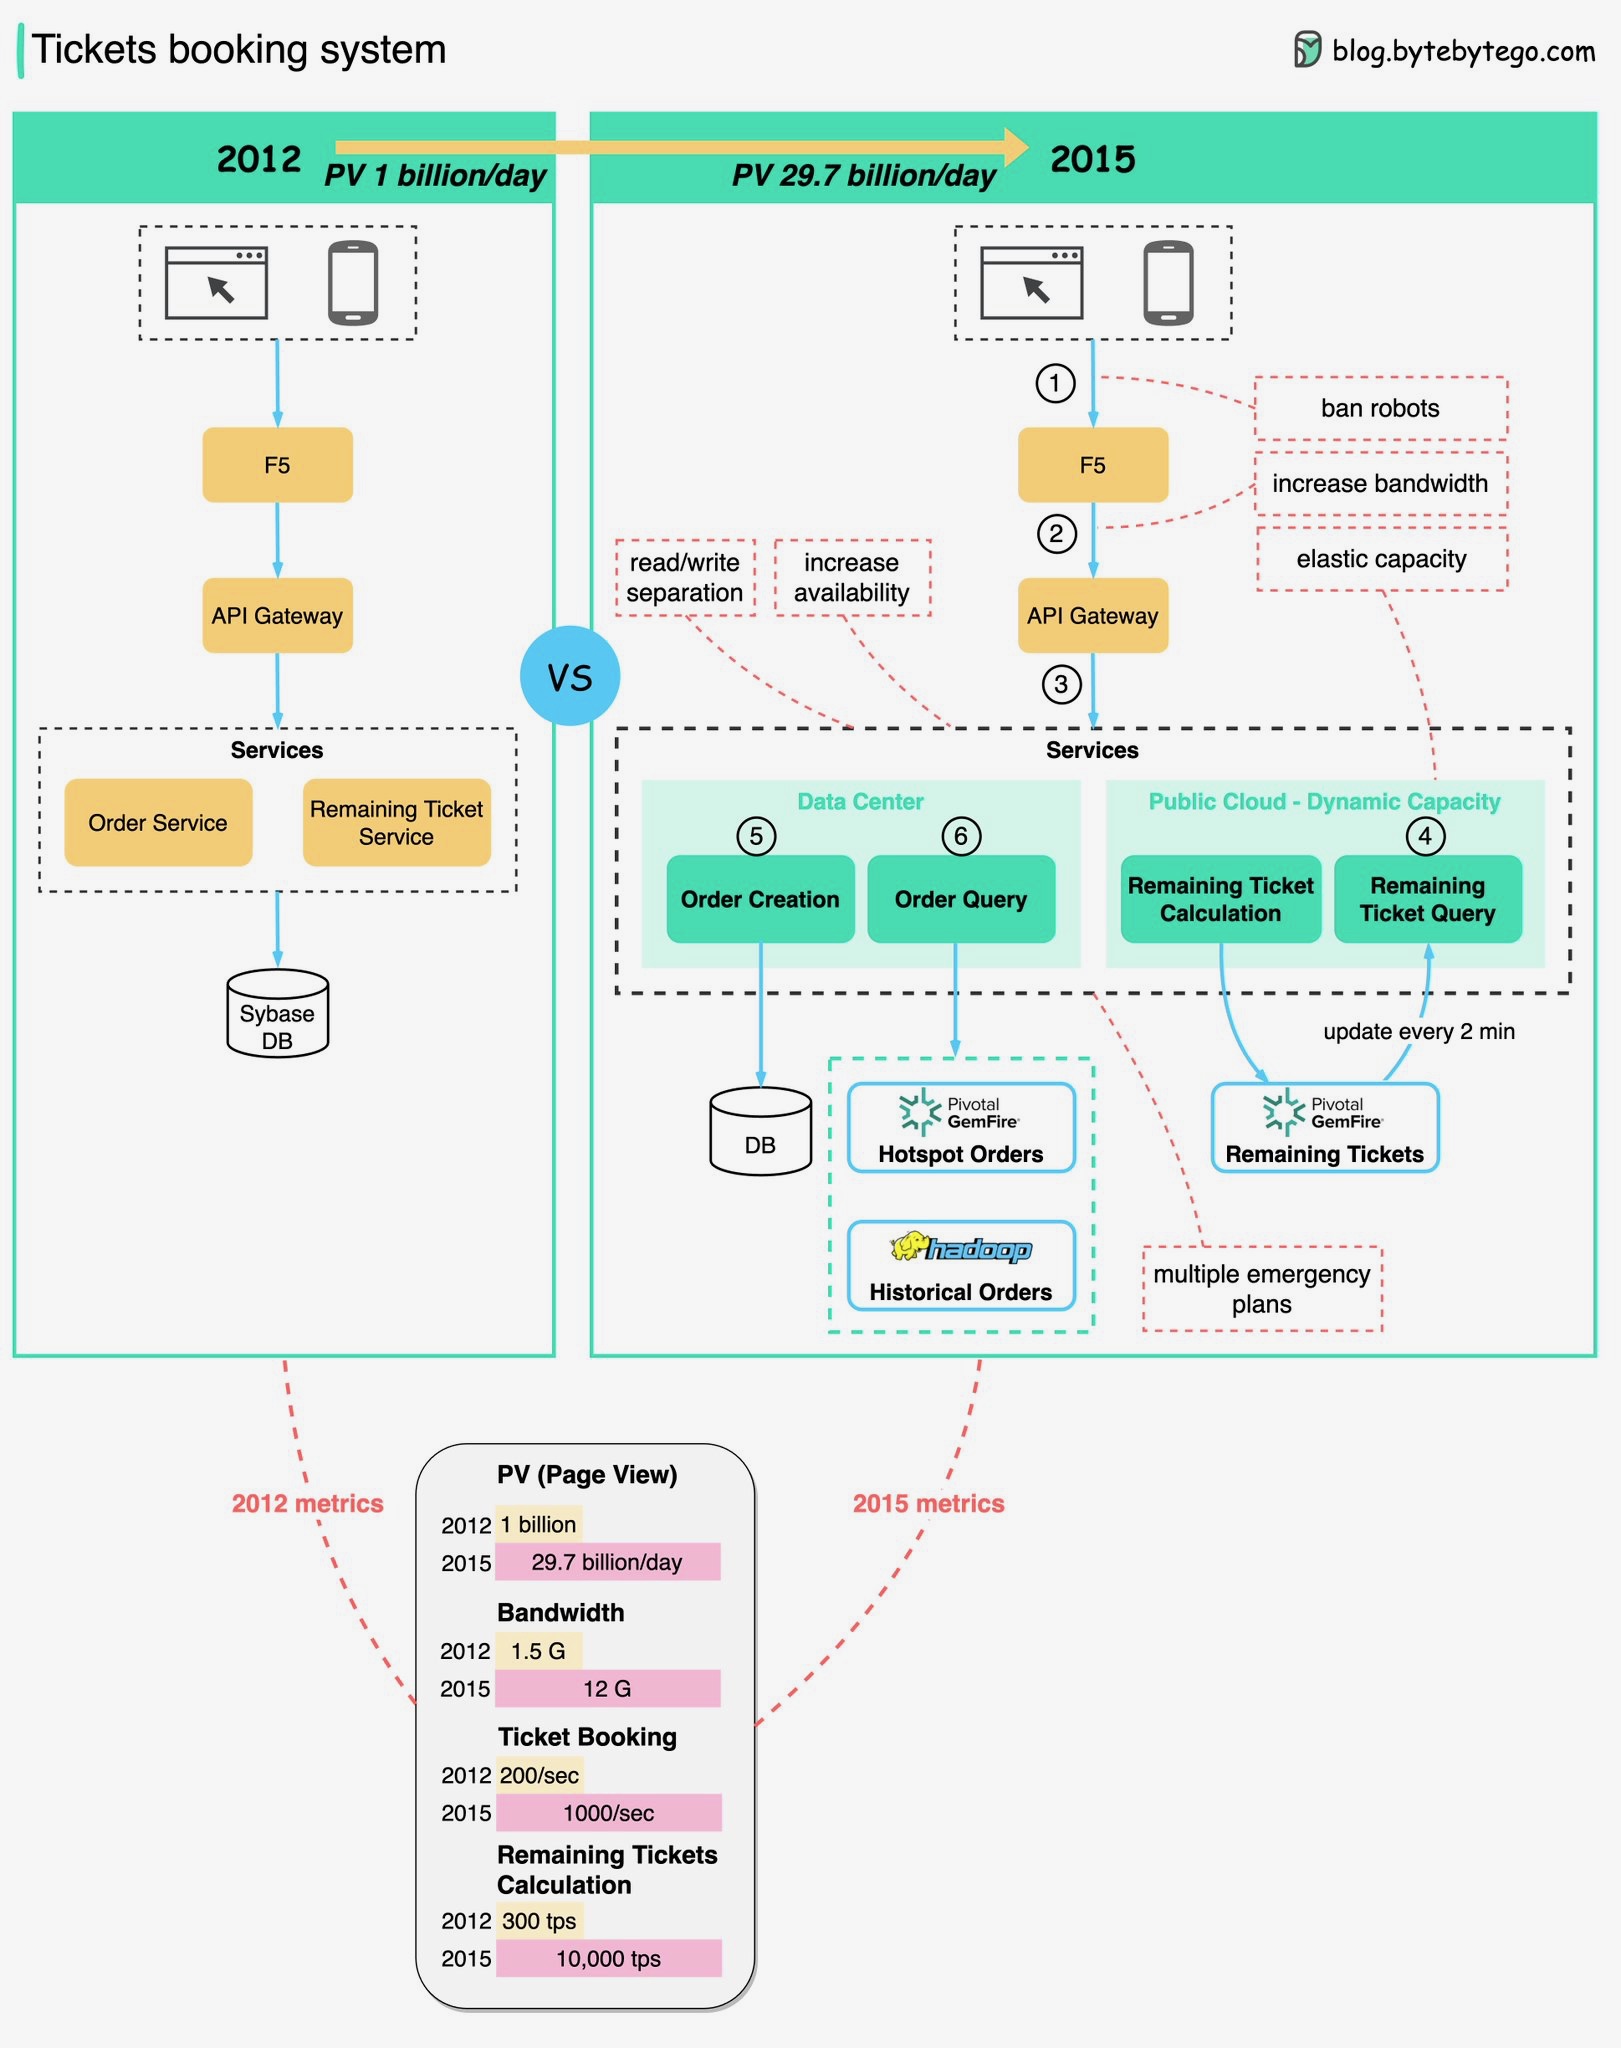 Tickets booking system
blog.bytebytego.com
2012
PV 1 billion/day
PV 29.7 billion/day
2015
VS
F5
API Gateway
Services
Order Service
Remaining Ticket
Service
Sybase
DB
1
ban robots
F5
increase bandwidth
2
elastic capacity
read/write
separation
increase
availability
API Gateway
3
Services
Data Center
5
6
Order Creation
Order Query
Public Cloud - Dynamic Capacity
4
Remaining Ticket
Calculation
Remaining
Ticket Query
update every 2 min
DB
Pivotal
GemFire®
Hotspot Orders
Pivotal
GemFire®
Remaining Tickets
hadoop
Historical Orders
multiple emergency
plans
2012 metrics
2015 metrics
PV (Page View)
2012 1 billion
2015 29.7 billion/day
Bandwidth
2012 1.5 G
2015 12 G
Ticket Booking
2012 200/sec
2015 1000/sec
Remaining Tickets
Calculation
2012 300 tps
2015 10,000 tps